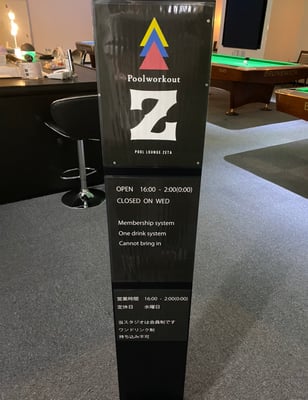 Poolworkout
Z
POOL LOUNGE ZETA
OPEN 16:00 - 2:00(0:00)
CLOSED ON WED
Membership system
One drink system
Cannot bring in
営業時間 16:00 - 2:00(0:00)
定休日 水曜日
当スタジオは会員制です
ワンドリンク制
持ち込み不可